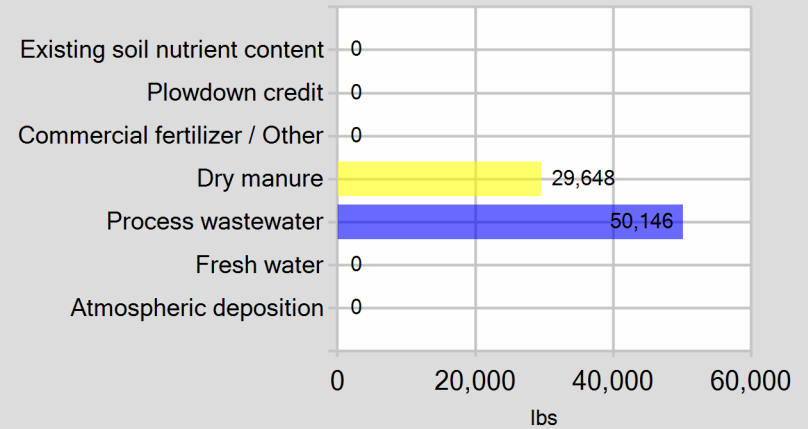 Existing soil nutrient content 0
Plowdown credit 0
Commercial fertilizer / Other 0
Dry manure 29,648
Process wastewater 50,146
Fresh water 0
Atmospheric deposition 0
0 20,000 40,000 60,000
lbs